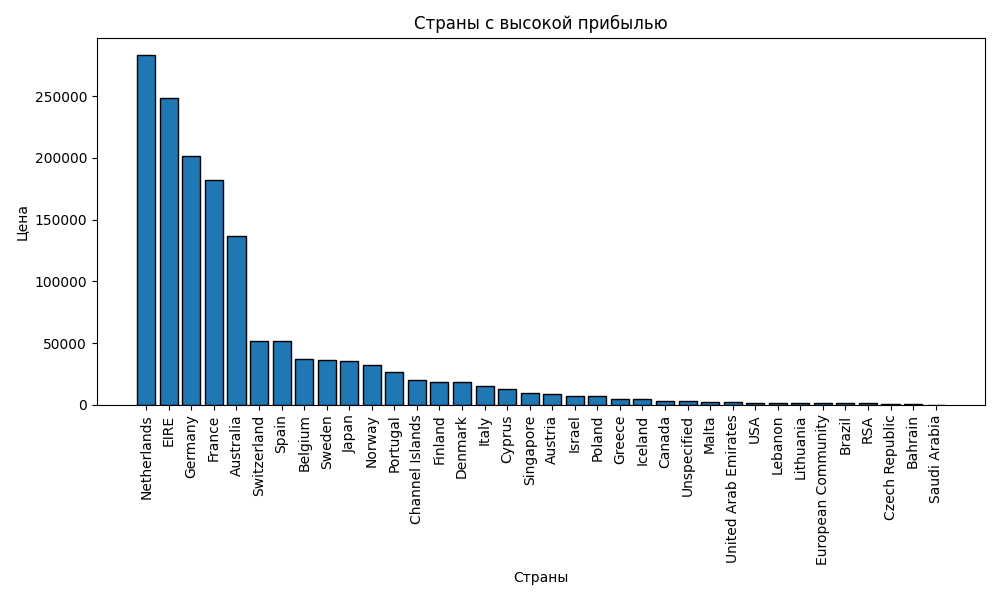 Страны с высокой прибылью
Цена
250000
200000
150000
100000
50000
0
Netherlands
EIRE
Germany
France
Australia
Switzerland
Spain
Belgium
Sweden
Japan
Norway
Portugal
Channel Islands
Finland
Denmark
Italy
Cyprus
Singapore
Austria
Israel
Poland
Greece
Iceland
Canada
Unspecified
Malta
United Arab Emirates
USA
Lebanon
Lithuania
European Community
Brazil
RSA
Czech Republic
Bahrain
Saudi Arabia
Страны